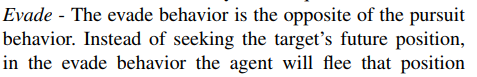 Evade - The evade behavior is the opposite of the pursuit
behavior. Instead of seeking the target's future position,
in the evade behavior the agent will flee that position